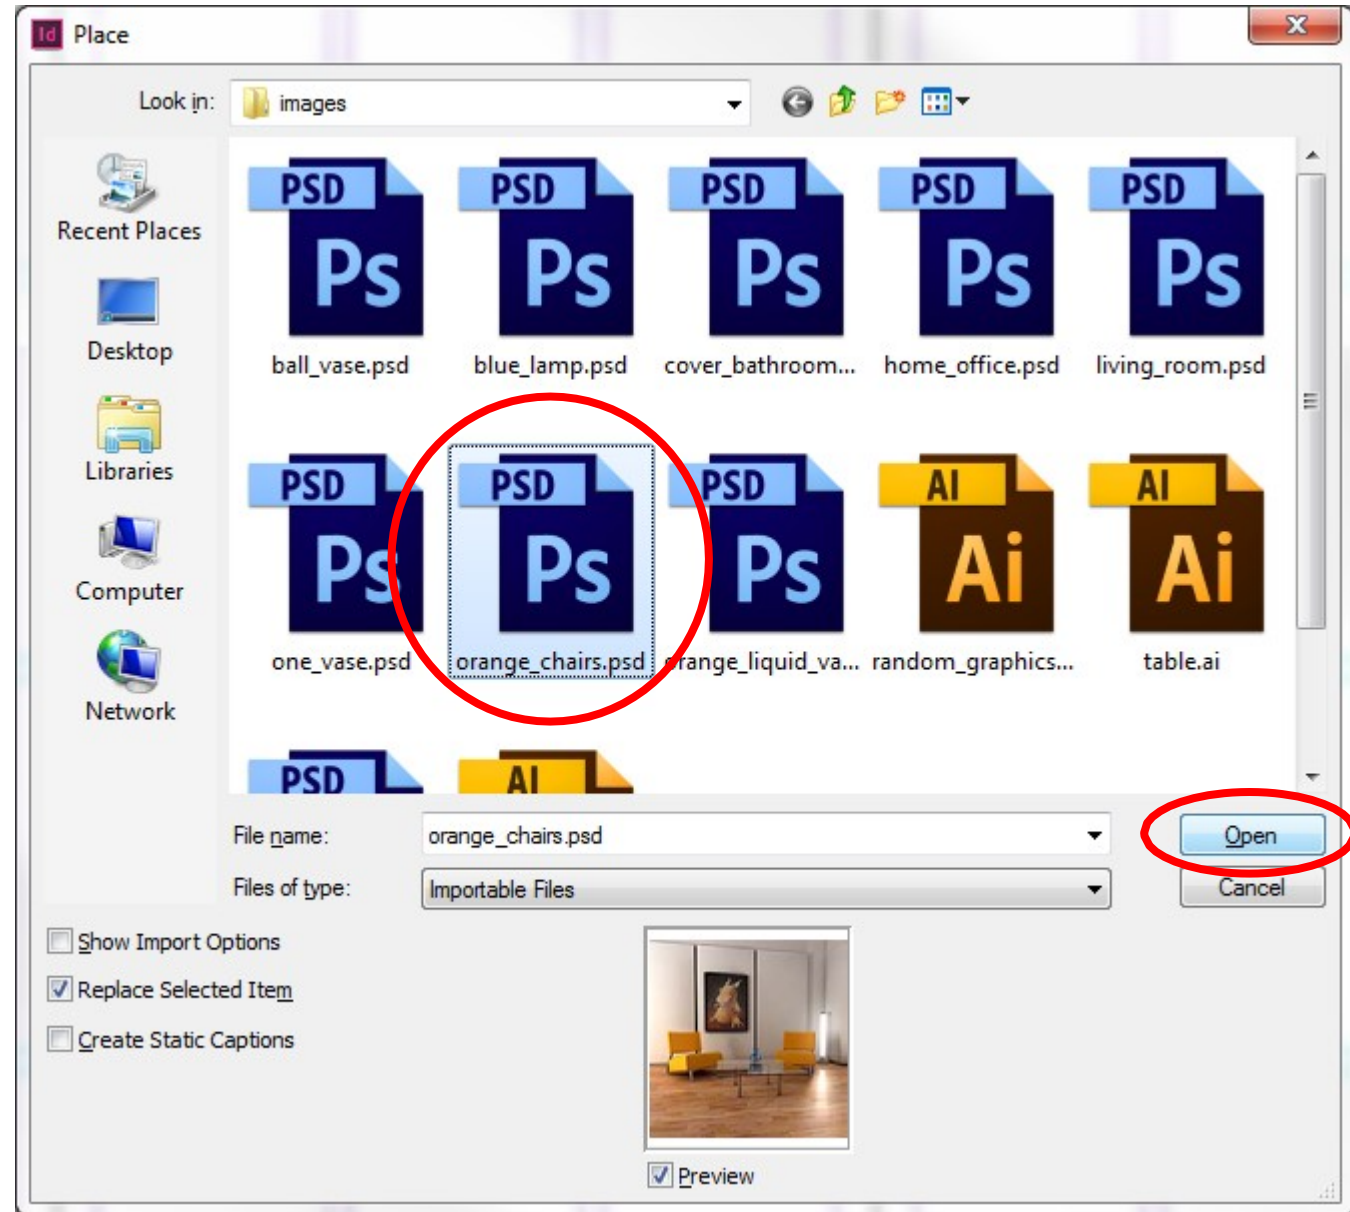 Id Place
Look in: images
PSD PSD PSD PSD PSD
Ps Ps Ps Ps Ps
Recent Places
Desktop
ball_vase.psd blue_lamp.psd cover_bathroom... home_office.psd living_room.psd
PSD PSD PSD AI AI
Libraries
Ps Ps Ps Ai Ai
Computer
one_vase.psd orange_chairs.psd orange_liquid_va... random_graphics... table.ai
Network
PSD AI
File name: orange_chairs.psd Open
Files of type: Importable Files Cancel
Show Import Options
Replace Selected Item
Create Static Captions
Preview